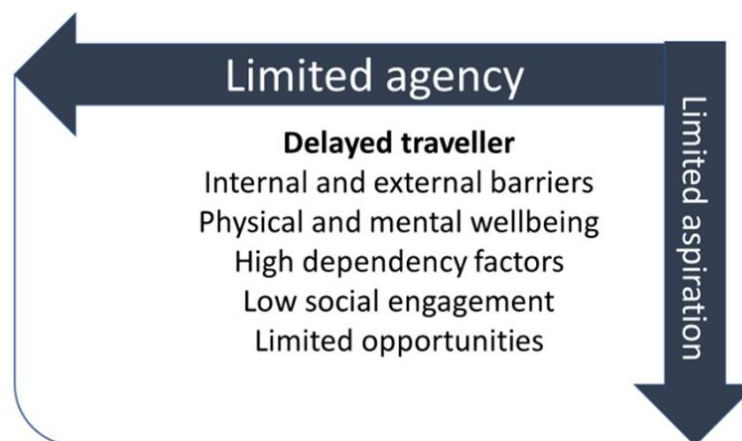 Limited agency
Limited aspiration
Delayed traveller
Internal and external barriers
Physical and mental wellbeing
High dependency factors
Low social engagement
Limited opportunities